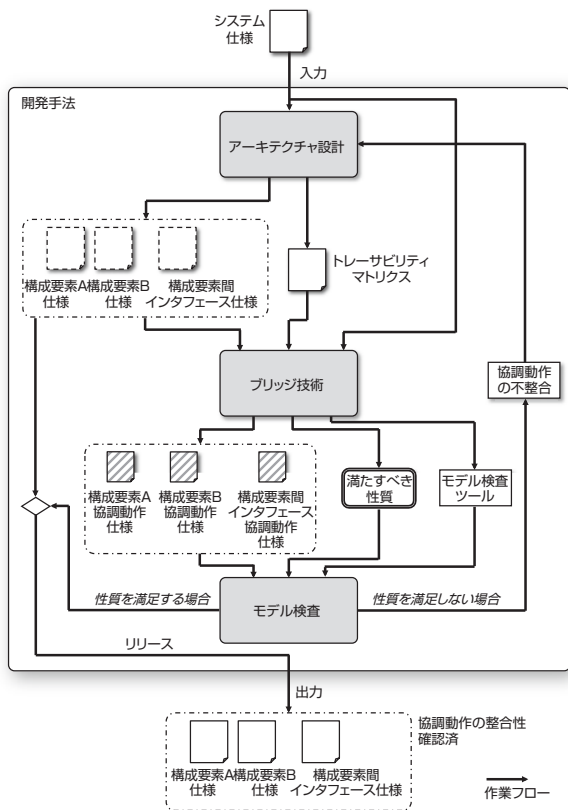 システム
仕様
入力
開発手法
アーキテクチャ設計
構成要素A
仕様
構成要素B
仕様
構成要素間
インタフェース仕様
トレーサビリティ
マトリクス
ブリッジ技術
協調動作
の不整合
構成要素A
協調動作
仕様
構成要素B
協調動作
仕様
構成要素間
インタフェース
協調動作
仕様
満たすべき
性質
モデル検査
ツール
性質を満足する場合
モデル検査
性質を満足しない場合
リリース
出力
協調動作の整合性
確認済
構成要素A
仕様
構成要素B
仕様
構成要素間
インタフェース仕様
作業フロー